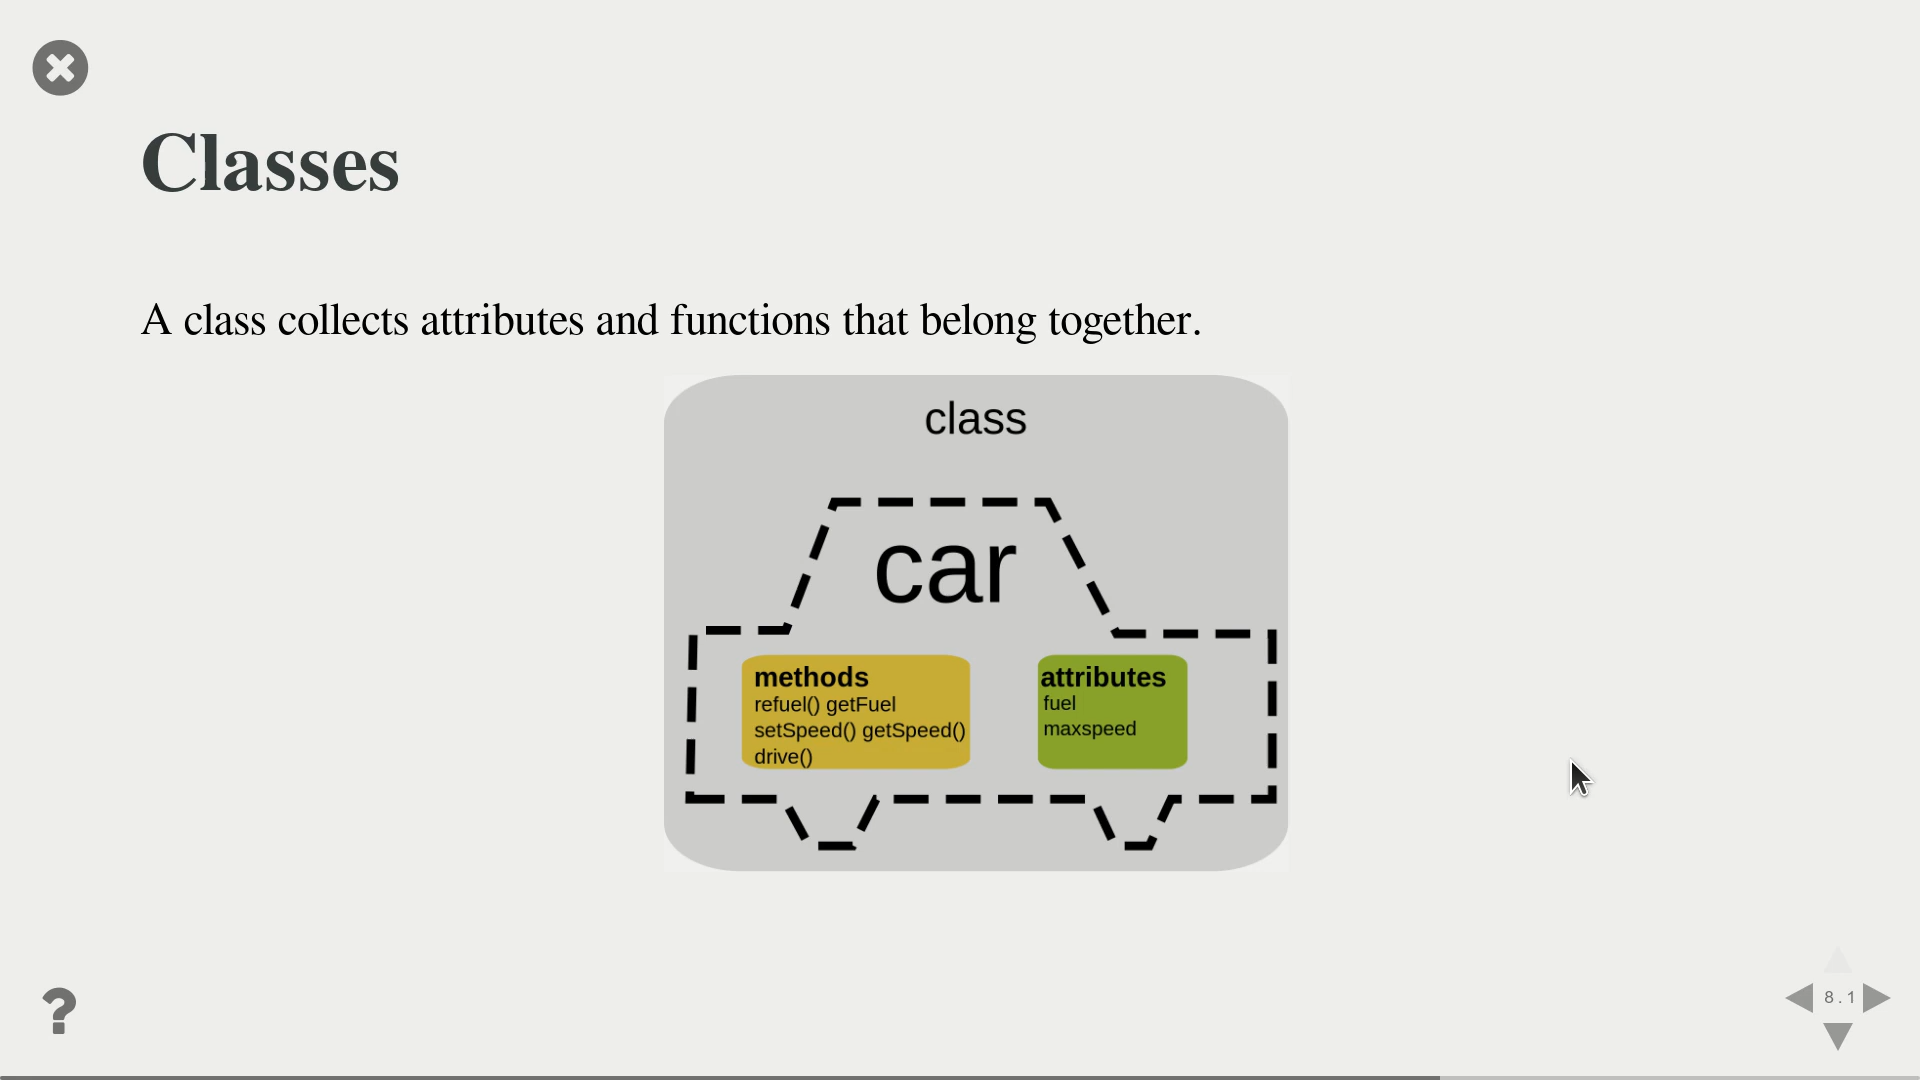 Classes
A class collects attributes and functions that belong together.
class
car
methods
refuel() getFuel
setSpeed() getSpeed()
drive()
attributes
fuel
maxspeed
?
8.1